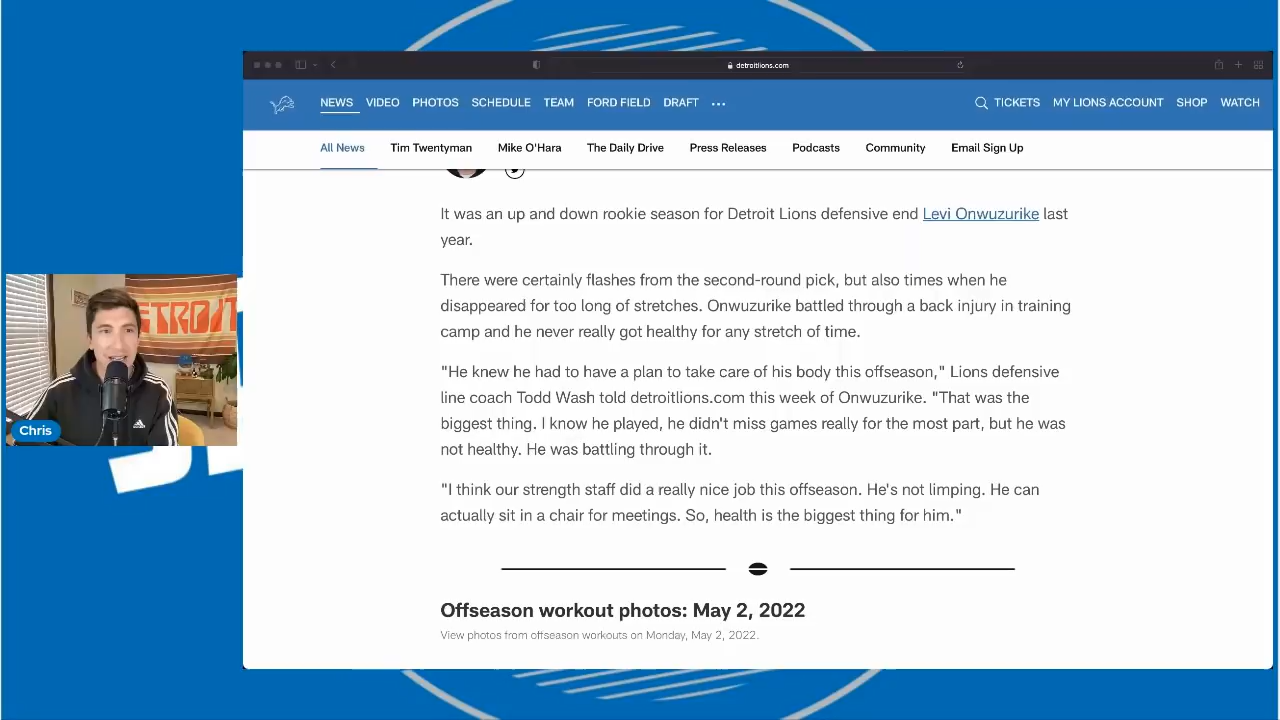 detroitlions.com
NEWS VIDEO PHOTOS SCHEDULE TEAM FORD FIELD DRAFT ... TICKETS MY LIONS ACCOUNT SHOP WATCH
All News Tim Twentyman Mike O'Hara The Daily Drive Press Releases Podcasts Community Email Sign Up
It was an up and down rookie season for Detroit Lions defensive end Levi Onwuzurike last
year.
There were certainly flashes from the second-round pick, but also times when he
disappeared for too long of stretches. Onwuzurike battled through a back injury in training
camp and he never really got healthy for any stretch of time.
"He knew he had to have a plan to take care of his body this offseason," Lions defensive
line coach Todd Wash told detroitlions.com this week of Onwuzurike. "That was the
biggest thing. I know he played, he didn't miss games really for the most part, but he was
not healthy. He was battling through it.
"I think our strength staff did a really nice job this offseason. He's not limping. He can
actually sit in a chair for meetings. So, health is the biggest thing for him."
Offseason workout photos: May 2, 2022
View photos from offseason workouts on Monday, May 2, 2022.
DETROIT
Chris